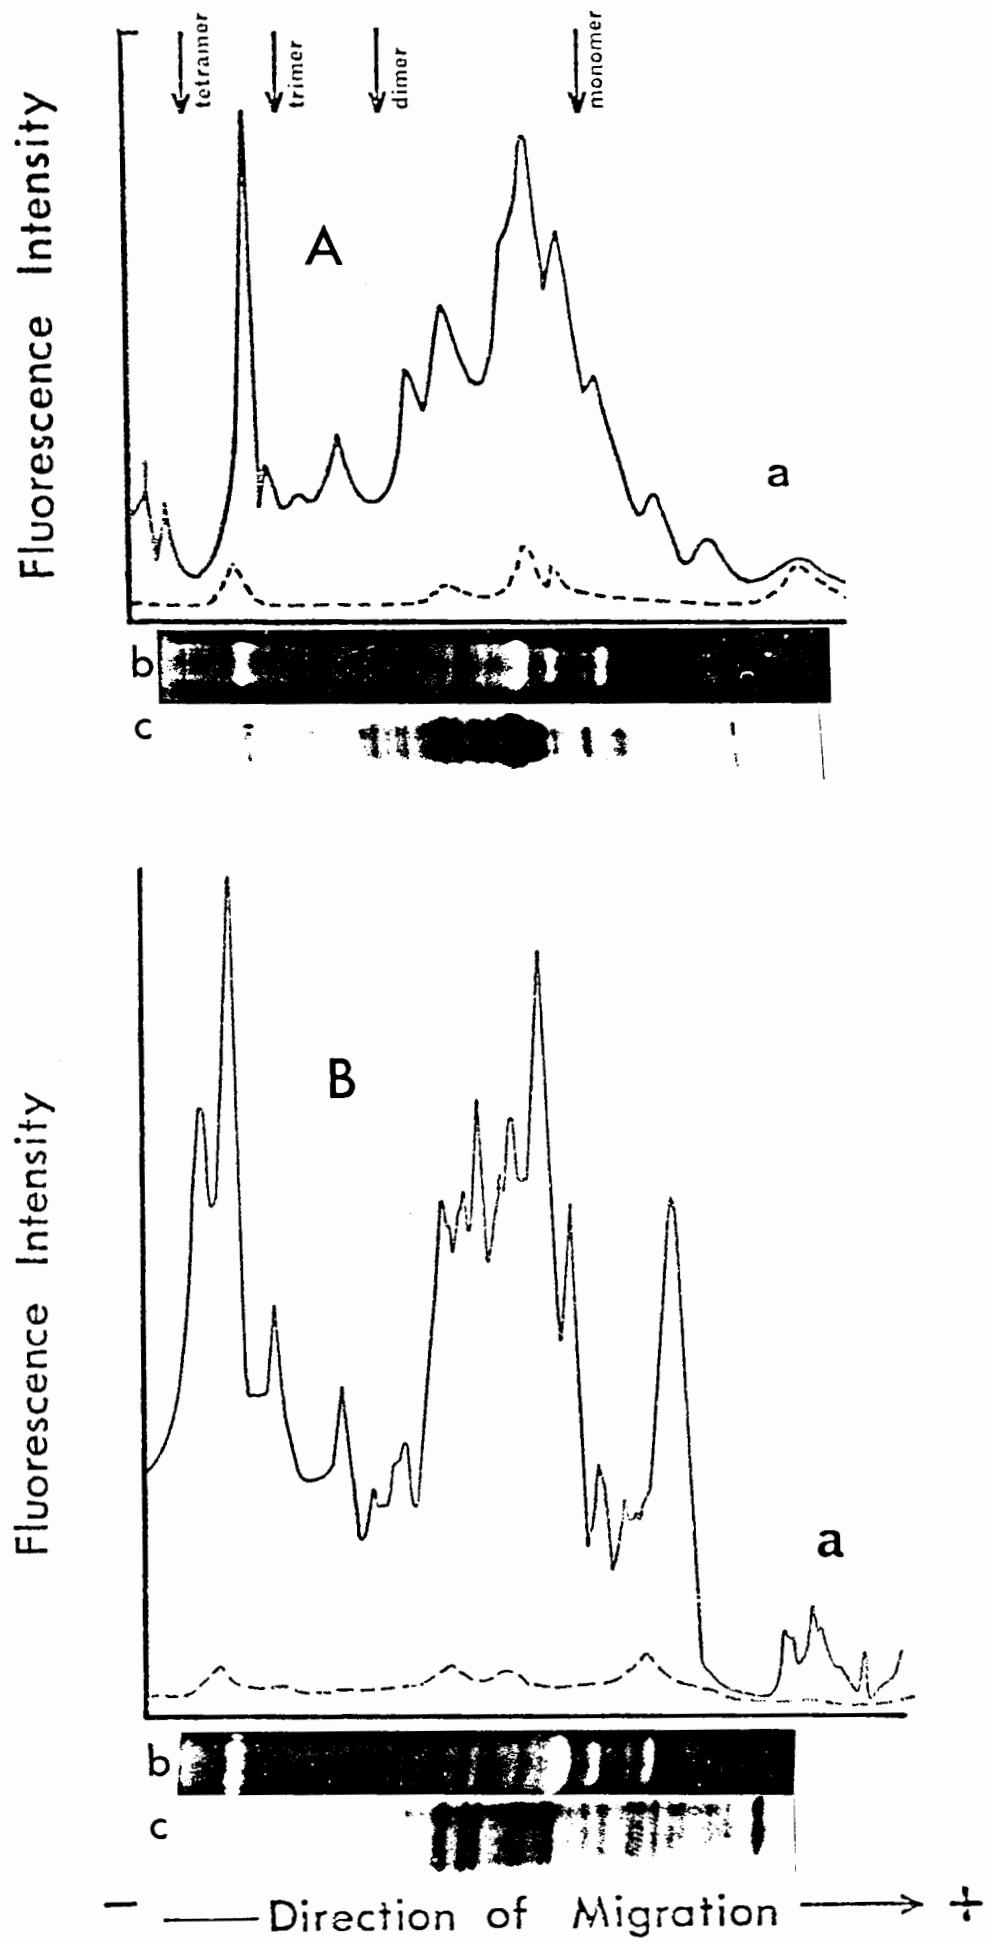 tetramer
trimer
dimer
monomer
Fluorescence Intensity
A
a
b
c
Fluorescence Intensity
B
a
b
c
− Direction of Migration +